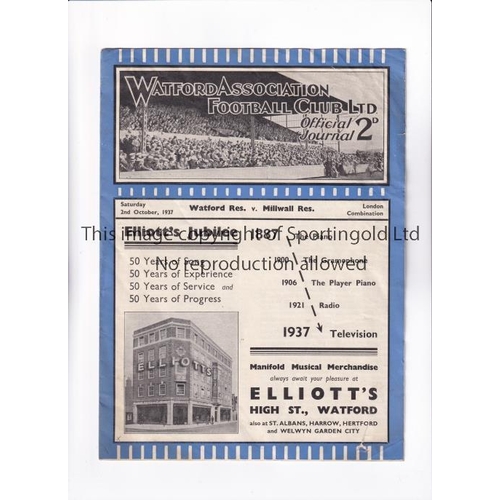 WATFORD ASSOCIATION
FOOTBALL CLUB LTD
Official
Journal 2D
Saturday
2nd October, 1937
Watford Res. v. Millwall Res.
London
Combination
This image copyright of Sportingold Ltd
No reproduction allowed
Elliott's Jubilee 1887 The Piano
50 Years of Song
50 Years of Experience
50 Years of Service and
50 Years of Progress
1900 The Gramophone
1906 The Player Piano
1921 Radio
1937 Television
ELLIOTTS
Manifold Musical Merchandise
always await your pleasure at
ELLIOTT'S
HIGH ST., WATFORD
also at ST. ALBANS, HARROW, HERTFORD
and WELWYN GARDEN CITY